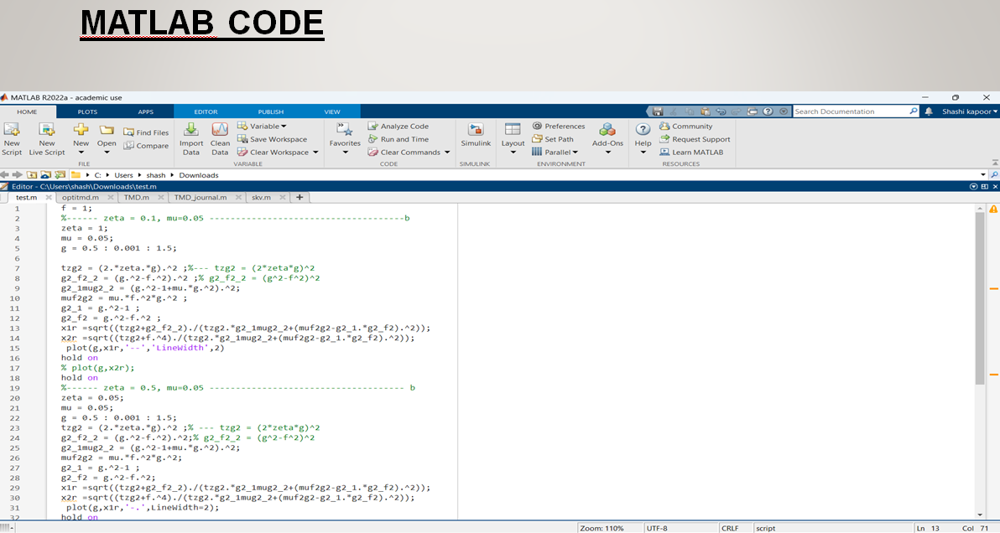 MATLAB CODE
MATLAB R2022a - academic use
HOME PLOTS APPS EDITOR PUBLISH VIEW Search Documentation Shashi kapoor
New Script New Live Script New Open Find Files Compare Import Data Clean Data Variable Save Workspace Clear Workspace Favorites Analyze Code Run and Time Clear Commands Simulink Layout Preferences Set Path Parallel Add-Ons Help Community Request Support Learn MATLAB
FILE VARIABLE CODE SIMULINK ENVIRONMENT RESOURCES
C: Users shash Downloads
Editor - C:\Users\shash\Downloads\test.m
test.m optitmd.m TMD.m TMD_journal.m skv.m
1 f = 1;
2 %------ zeta = 0.1, mu=0.05 -------------------------------------b
3 zeta = 1;
4 mu = 0.05;
5 g = 0.5 : 0.001 : 1.5;
6
7 tzg2 = (2.*zeta.*g).^2 ;%--- tzg2 = (2*zeta*g)^2
8 g2_f2_2 = (g.^2-f.^2).^2 ;% g2_f2_2 = (g^2-f^2)^2
9 g2_1mug2_2 = (g.^2-1+mu.*g.^2).^2;
10 muf2g2 = mu.*f.^2*g.^2 ;
11 g2_1 = g.^2-1 ;
12 g2_f2 = g.^2-f.^2 ;
13 x1r =sqrt((tzg2+g2_f2_2)./(tzg2.*g2_1mug2_2+(muf2g2-g2_1.*g2_f2).^2));
14 x2r =sqrt((tzg2+f.^4)./(tzg2.*g2_1mug2_2+(muf2g2-g2_1.*g2_f2).^2));
15 plot(g,x1r,'--','LineWidth',2)
16 hold on
17 % plot(g,x2r);
18 hold on
19 %------ zeta = 0.5, mu=0.05 ------------------------------------- b
20 zeta = 0.05;
21 mu = 0.05;
22 g = 0.5 : 0.001 : 1.5;
23 tzg2 = (2.*zeta.*g).^2 ;% --- tzg2 = (2*zeta*g)^2
24 g2_f2_2 = (g.^2-f.^2).^2;% g2_f2_2 = (g^2-f^2)^2
25 g2_1mug2_2 = (g.^2-1+mu.*g.^2).^2;
26 muf2g2 = mu.*f.^2*g.^2;
27 g2_1 = g.^2-1 ;
28 g2_f2 = g.^2-f.^2;
29 x1r =sqrt((tzg2+g2_f2_2)./(tzg2.*g2_1mug2_2+(muf2g2-g2_1.*g2_f2).^2));
30 x2r =sqrt((tzg2+f.^4)./(tzg2.*g2_1mug2_2+(muf2g2-g2_1.*g2_f2).^2));
31 plot(g,x1r,'-.',LineWidth=2);
32 hold on
Zoom: 110% UTF-8 CRLF script Ln 13 Col 71